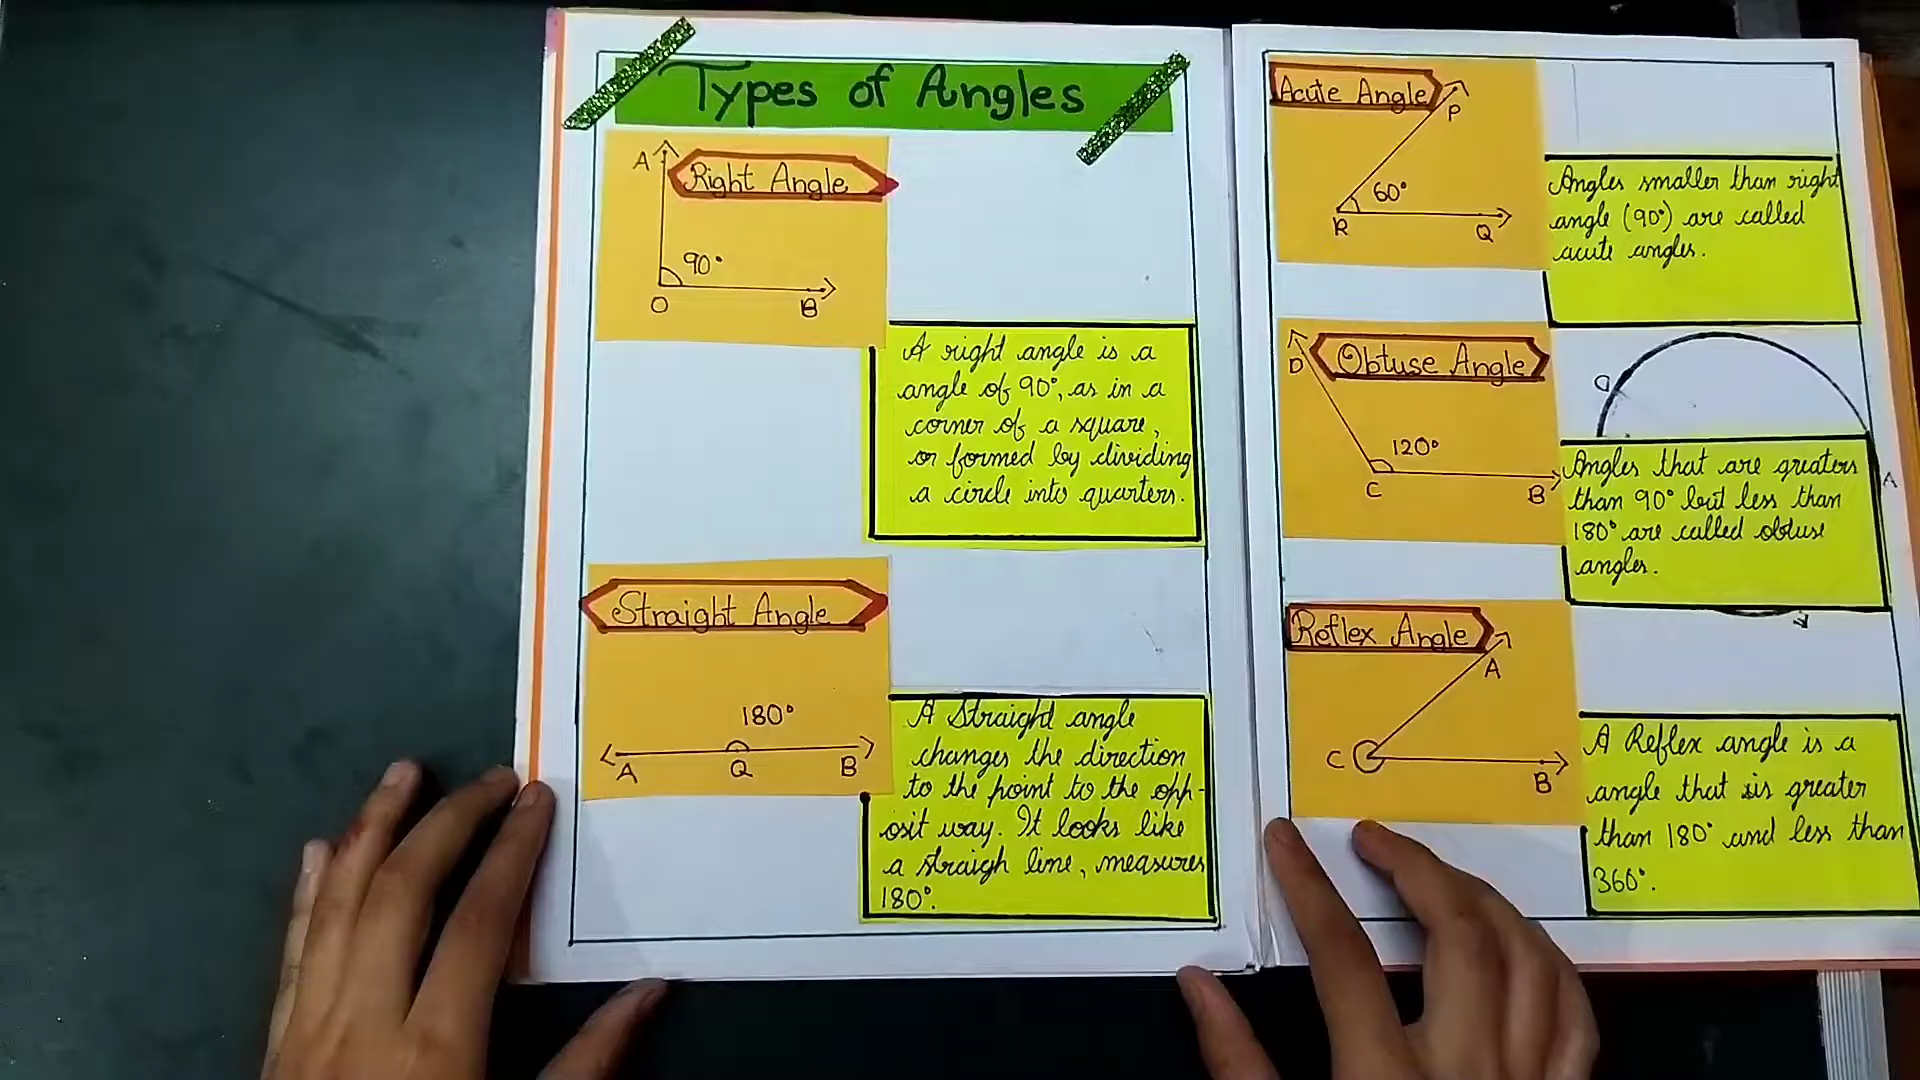 Types of Angles
Right Angle
A
90°
O
B
A right angle is a
angle of 90°, as in a
corner of a square,
or formed by dividing
a circle into quarters.
Straight Angle
180°
A
Q
B
A Straight angle
changes the direction
to the point to the opp-
osit way. It looks like
a straigh line, measures
180°.
Acute Angle
P
60°
R
Q
Angles smaller than right
angle (90°) are called
acute angles.
D
Obtuse Angle
120°
C
B
Angles that are greaters
than 90° but less than
180° are called obtuse
angles.
A
Reflex Angle
A
C
B
A Reflex angle is a
angle that is greater
than 180° and less than
360°.